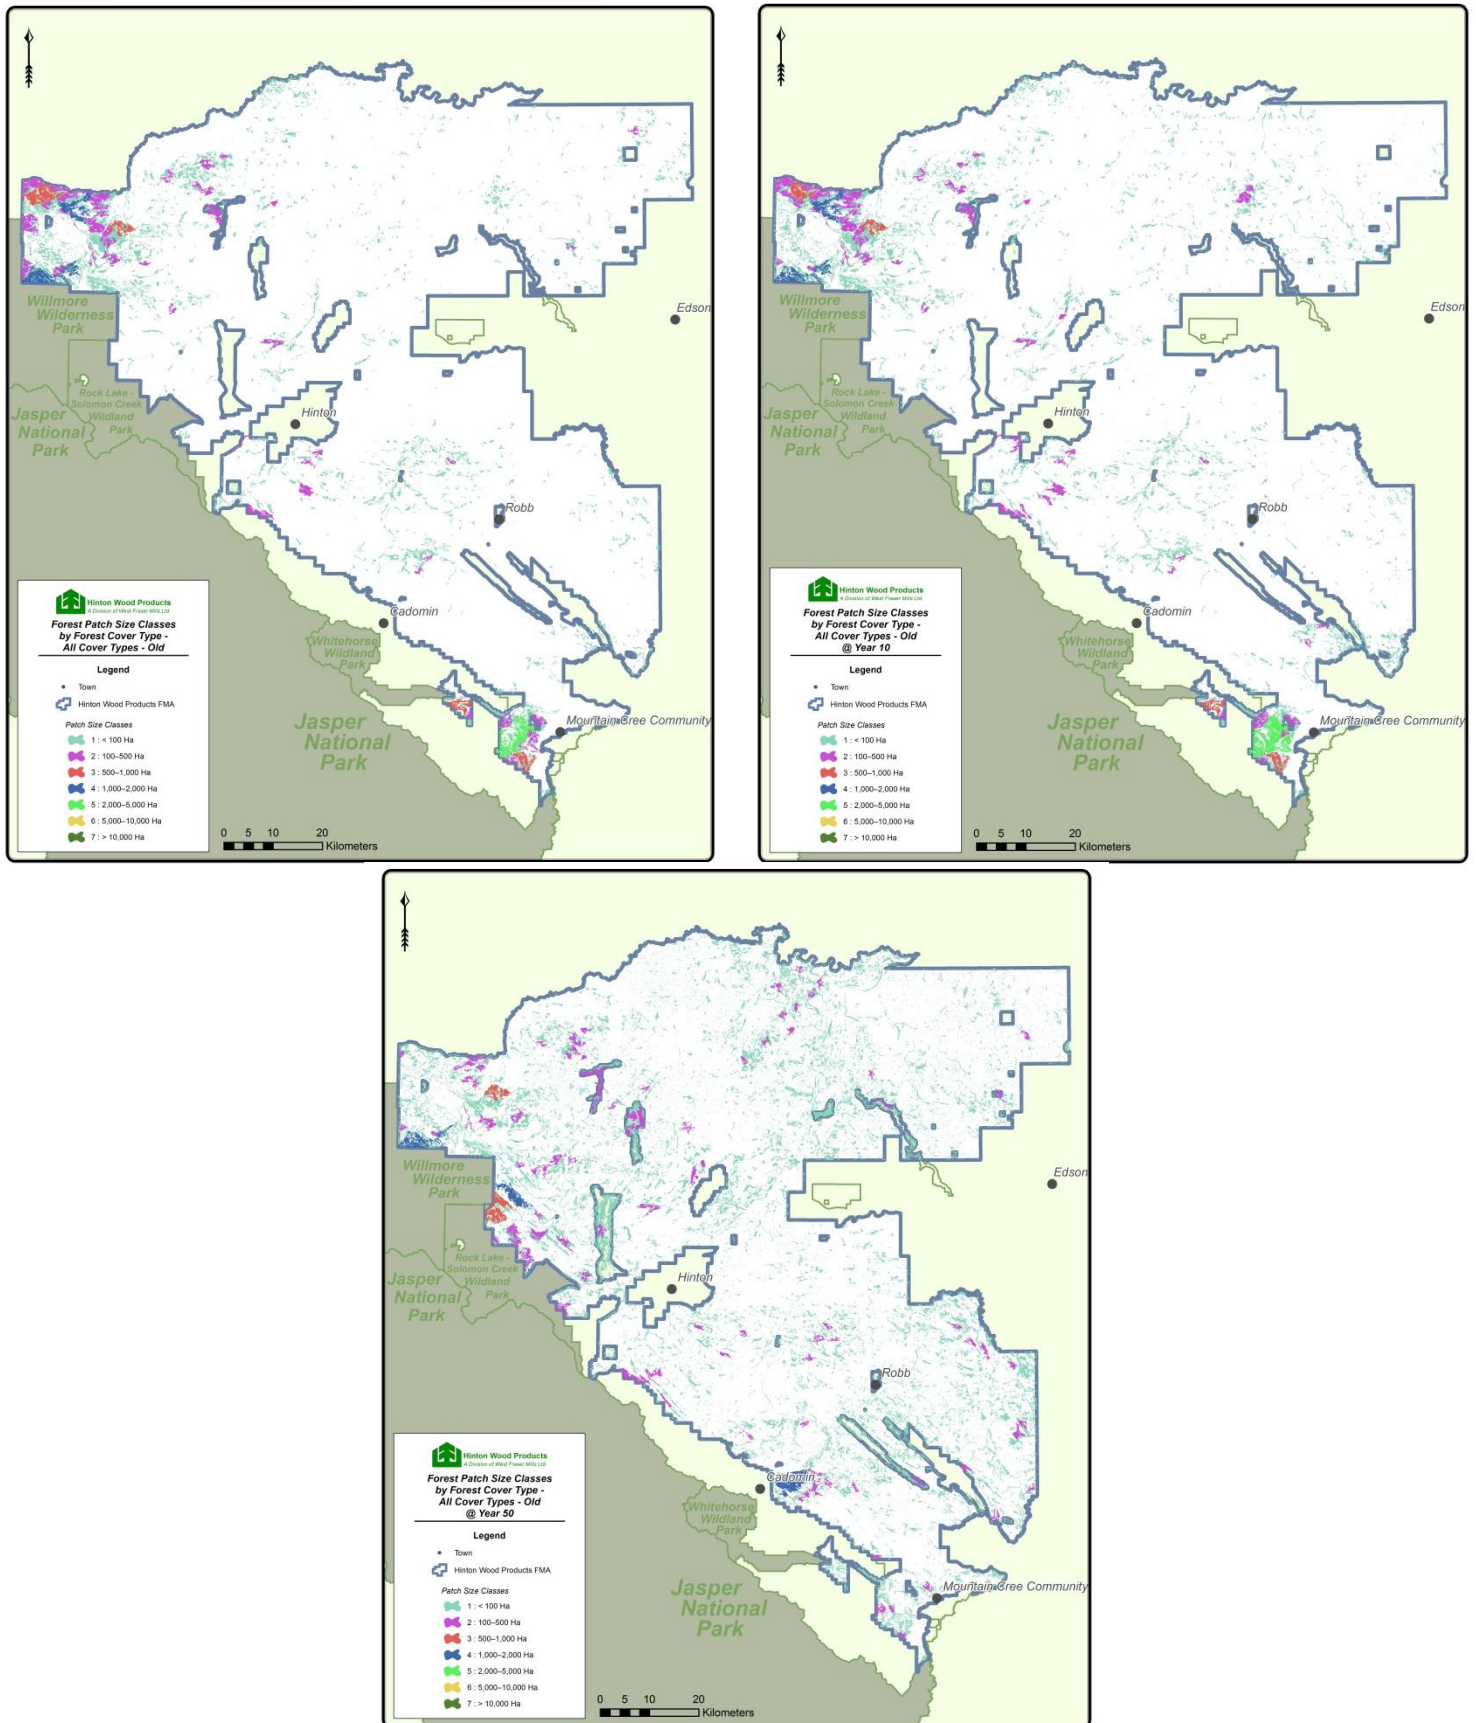 Willmore
Wilderness
Park
Edson
Rock Lake -
Solomon Creek
Wildland
Park
Jasper
National
Park
Hinton
Robb
Cadomin
Whitehorse
Wildland
Park
Mountain Cree Community
Jasper
National
Park
Hinton Wood Products
A Division of West Fraser Mills Ltd
Forest Patch Size Classes
by Forest Cover Type -
All Cover Types - Old
Legend
Town
Hinton Wood Products FMA
Patch Size Classes
1 : < 100 Ha
2 : 100–500 Ha
3 : 500–1,000 Ha
4 : 1,000–2,000 Ha
5 : 2,000–5,000 Ha
6 : 5,000–10,000 Ha
7 : > 10,000 Ha
0 5 10 20
Kilometers
Willmore
Wilderness
Park
Edson
Rock Lake -
Solomon Creek
Wildland
Park
Jasper
National
Park
Hinton
Robb
Cadomin
Whitehorse
Wildland
Park
Mountain Cree Community
Jasper
National
Park
Hinton Wood Products
A Division of West Fraser Mills Ltd
Forest Patch Size Classes
by Forest Cover Type -
All Cover Types - Old
@ Year 10
Legend
Town
Hinton Wood Products FMA
Patch Size Classes
1 : < 100 Ha
2 : 100–500 Ha
3 : 500–1,000 Ha
4 : 1,000–2,000 Ha
5 : 2,000–5,000 Ha
6 : 5,000–10,000 Ha
7 : > 10,000 Ha
0 5 10 20
Kilometers
Willmore
Wilderness
Park
Edson
Rock Lake -
Solomon Creek
Wildland
Park
Jasper
National
Park
Hinton
Robb
Cadomin
Whitehorse
Wildland
Park
Mountain Cree Community
Jasper
National
Park
Hinton Wood Products
A Division of West Fraser Mills Ltd
Forest Patch Size Classes
by Forest Cover Type -
All Cover Types - Old
@ Year 50
Legend
Town
Hinton Wood Products FMA
Patch Size Classes
1 : < 100 Ha
2 : 100–500 Ha
3 : 500–1,000 Ha
4 : 1,000–2,000 Ha
5 : 2,000–5,000 Ha
6 : 5,000–10,000 Ha
7 : > 10,000 Ha
0 5 10 20
Kilometers